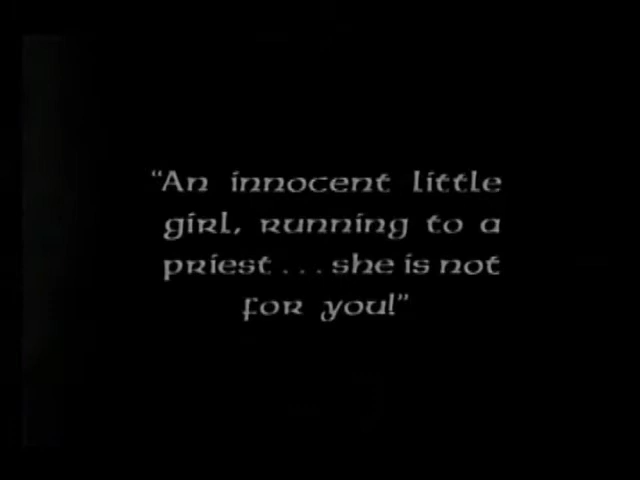 "An innocent little
girl, running to a
priest... she is not
for you!"